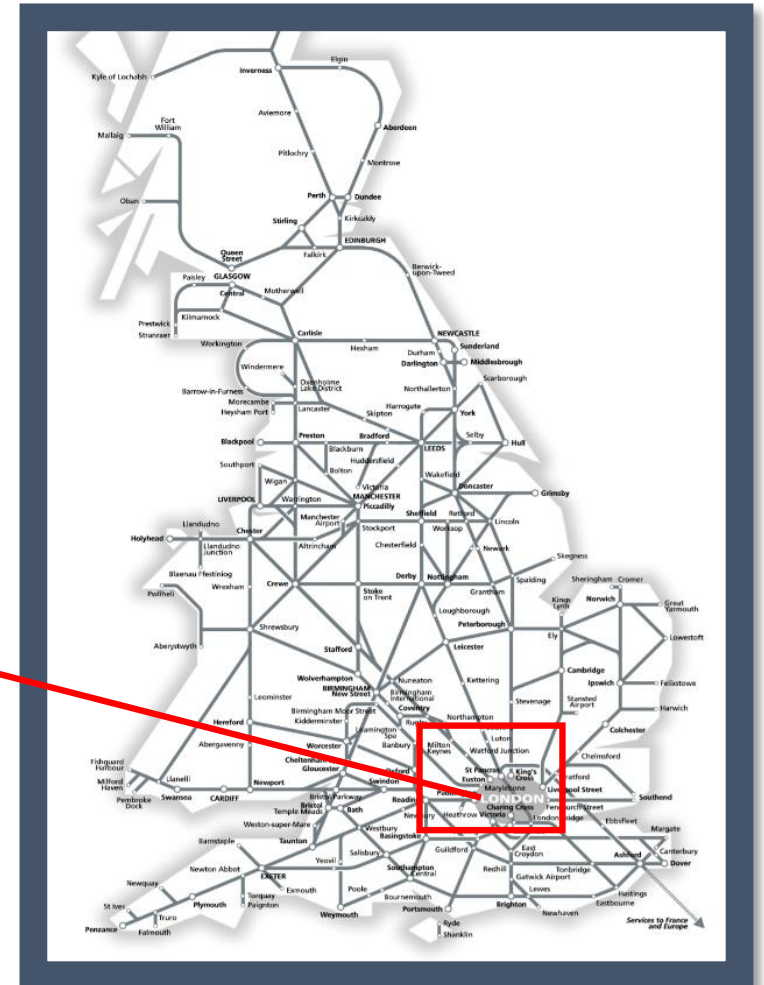 Elgin
Kyle of Lochalsh
Inverness
Aviemore
Fort
William
Aberdeen
Mallaig
Pitlochry
Montrose
Perth
Dundee
Oban
Kirkcaldy
Stirling
EDINBURGH
Queen
Street
Falkirk
Berwick-
upon-Tweed
Paisley
GLASGOW
Central
Motherwell
Prestwick
Kilmarnock
Stranraer
Carlisle
NEWCASTLE
Workington
Hexham
Sunderland
Durham
Darlington
Middlesbrough
Windermere
Scarborough
Oxenholme
Lake District
Barrow-in-Furness
Northallerton
Morecambe
Heysham Port
Lancaster
Harrogate
York
Skipton
Blackpool
Preston
Bradford
Selby
Hull
Blackburn
LEEDS
Southport
Huddersfield
Bolton
Wakefield
Wigan
Victoria
Doncaster
Grimsby
LIVERPOOL
Warrington
MANCHESTER
Piccadilly
Manchester
Airport
Sheffield
Retford
Lincoln
Llandudno
Stockport
Worksop
Holyhead
Chester
Llandudno
Junction
Altrincham
Chesterfield
Newark
Skegness
Blaenau Ffestiniog
Derby
Nottingham
Spalding
Sheringham
Cromer
Pwllheli
Wrexham
Crewe
Stoke
on Trent
Grantham
Kings
Lynn
Norwich
Great
Yarmouth
Loughborough
Peterborough
Shrewsbury
Ely
Lowestoft
Aberystwyth
Stafford
Leicester
Cambridge
Wolverhampton
Nuneaton
Kettering
Ipswich
Felixstowe
BIRMINGHAM
New Street
Birmingham
International
Leominster
Coventry
Stevenage
Stansted
Airport
Birmingham Moor Street
Harwich
Hereford
Kidderminster
Northampton
Leamington
Spa
Colchester
Abergavenny
Worcester
Banbury
Milton
Keynes
Luton
Watford Junction
Chelmsford
Fishguard
Harbour
Gloucester
St Pancras
King's
Cross
Euston
Milford
Haven
Llanelli
Swindon
Marylebone
Liverpool Street
Pembroke
Dock
Swansea
CARDIFF
Newport
Bristol Parkway
Reading
LONDON
Southend
Bristol
Temple Meads
Bath
Charing Cross
Fenchurch Street
Newbury
Heathrow
Victoria
London Bridge
Ebbsfleet
Weston-super-Mare
Westbury
Basingstoke
Margate
Barnstaple
Taunton
Salisbury
Guildford
East
Croydon
Canterbury
Yeovil
Redhill
Ashford
Dover
Newton Abbot
Southampton
Central
Tonbridge
EXETER
Gatwick Airport
Newquay
Exmouth
Poole
Lewes
Hastings
St Ives
Torquay
Paignton
Bournemouth
Eastbourne
Plymouth
Weymouth
Portsmouth
Brighton
Newhaven
Truro
Penzance
Falmouth
Ryde
Shanklin
Services to France
and Europe